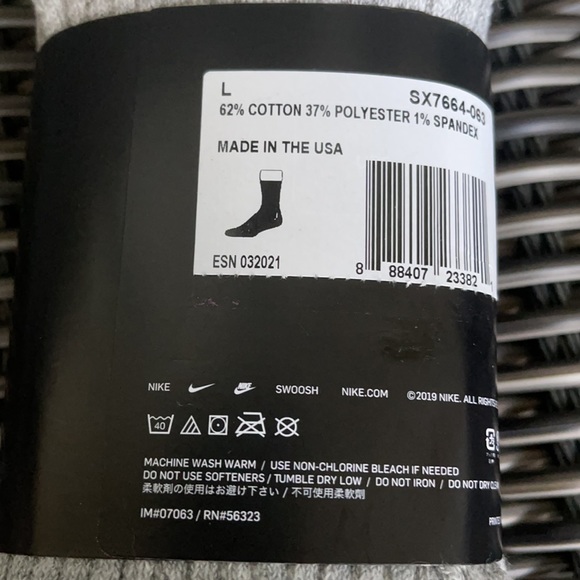 L SX7664-063
62% COTTON 37% POLYESTER 1% SPANDEX
MADE IN THE USA
ESN 032021
8 88407 23382
NIKE NIKE SWOOSH NIKE.COM ©2019 NIKE. ALL RIGHTS
40
MACHINE WASH WARM / USE NON-CHLORINE BLEACH IF NEEDED
DO NOT USE SOFTENERS / TUMBLE DRY LOW / DO NOT IRON / DO NOT DRY
柔軟剤の使用はお避け下さい / 不可使用柔軟剤
IM#07063 / RN#56323